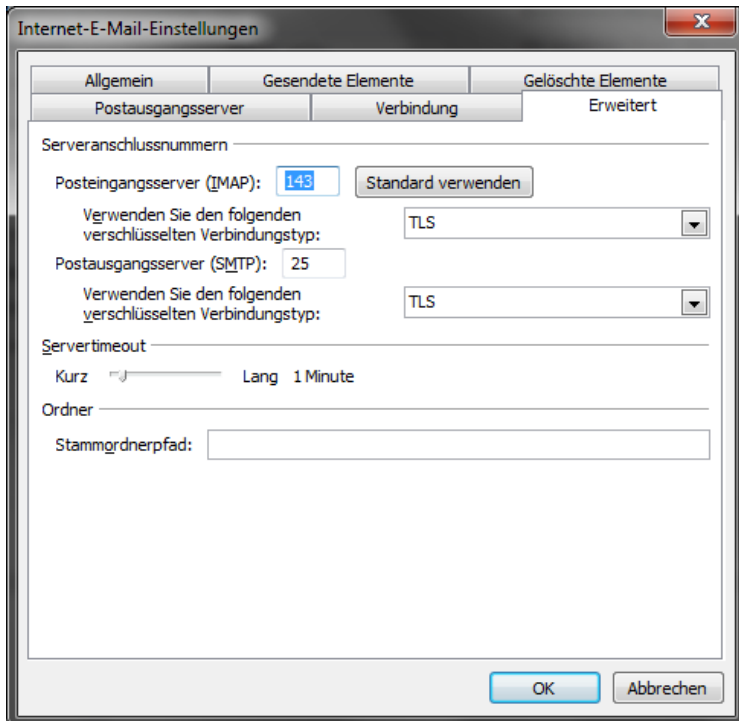 Internet-E-Mail-Einstellungen
Allgemein
Gesendete Elemente
Gelöschte Elemente
Postausgangsserver
Verbindung
Erweitert
Serveranschlussnummern
Posteingangsserver (IMAP): 143 Standard verwenden
Verwenden Sie den folgenden
verschlüsselten Verbindungstyp:
TLS
Postausgangsserver (SMTP): 25
Verwenden Sie den folgenden
verschlüsselten Verbindungstyp:
TLS
Servertimeout
Kurz Lang 1 Minute
Ordner
Stammordnerpfad:
OK
Abbrechen